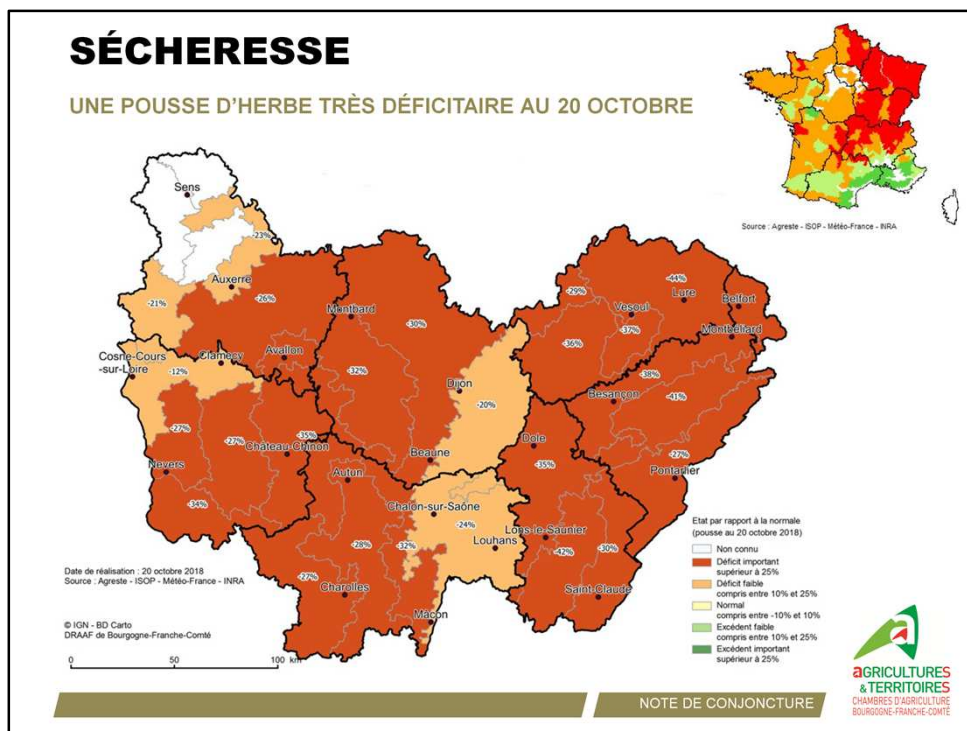 SÉCHERESSE
UNE POUSSE D'HERBE TRÈS DÉFICITAIRE AU 20 OCTOBRE
Source : Agreste - ISOP - Météo-France - INRA
Sens
-23%
Auxerre
-21%
-26%
Montbard
-30%
-29%
-44%
Lure
Vesoul
Belfort
-37%
Montbéliard
-36%
Avallon
Cosne-Cours
-sur-Loire
Clamecy
-12%
-32%
Dijon
-20%
-38%
Besançon
-41%
-27%
-27%
-35%
Château-Chinon
Dole
Beaune
-35%
-27%
Pontarlier
Nevers
Autun
-34%
Chalon-sur-Saône
-24%
Lons-le-Saunier
Louhans
-28%
-32%
-42%
-30%
-27%
Charolles
Saint-Claude
Mâcon
Date de réalisation : 20 octobre 2018
Source : Agreste - ISOP - Météo-France - INRA
© IGN - BD Carto
DRAAF de Bourgogne-Franche-Comté
0 50 100 km
Etat par rapport à la normale
(pousse au 20 octobre 2018)
Non connu
Déficit important
supérieur à 25%
Déficit faible
compris entre 10% et 25%
Normal
compris entre -10% et 10%
Excédent faible
compris entre 10% et 25%
Excédent important
supérieur à 25%
aGRICULTURES
& TERRITOIRES
CHAMBRES D'AGRICULTURE
BOURGOGNE-FRANCHE-COMTÉ
NOTE DE CONJONCTURE